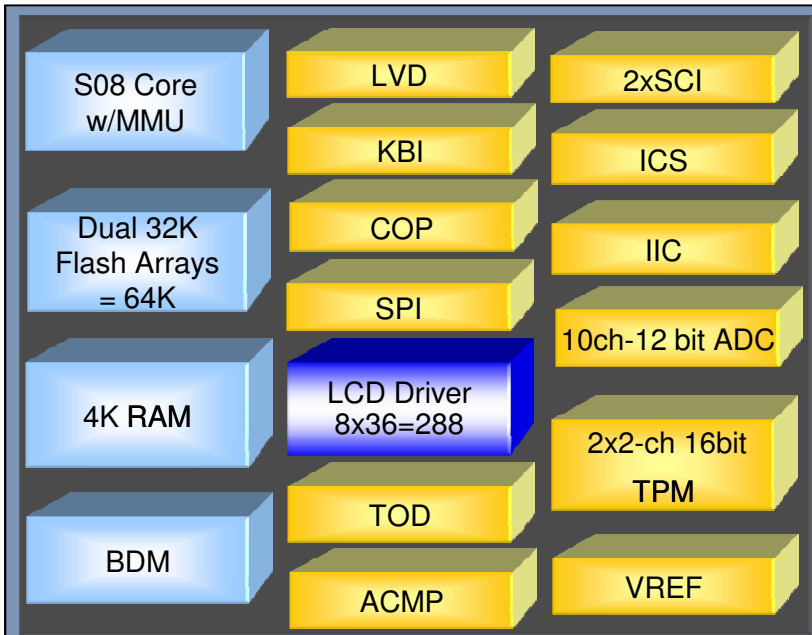 S08 Core
w/MMU
Dual 32K
Flash Arrays
= 64K
4K RAM
BDM
LVD
KBI
COP
SPI
LCD Driver
8x36=288
TOD
ACMP
2xSCI
ICS
IIC
10ch-12 bit ADC
2x2-ch 16bit
TPM
VREF